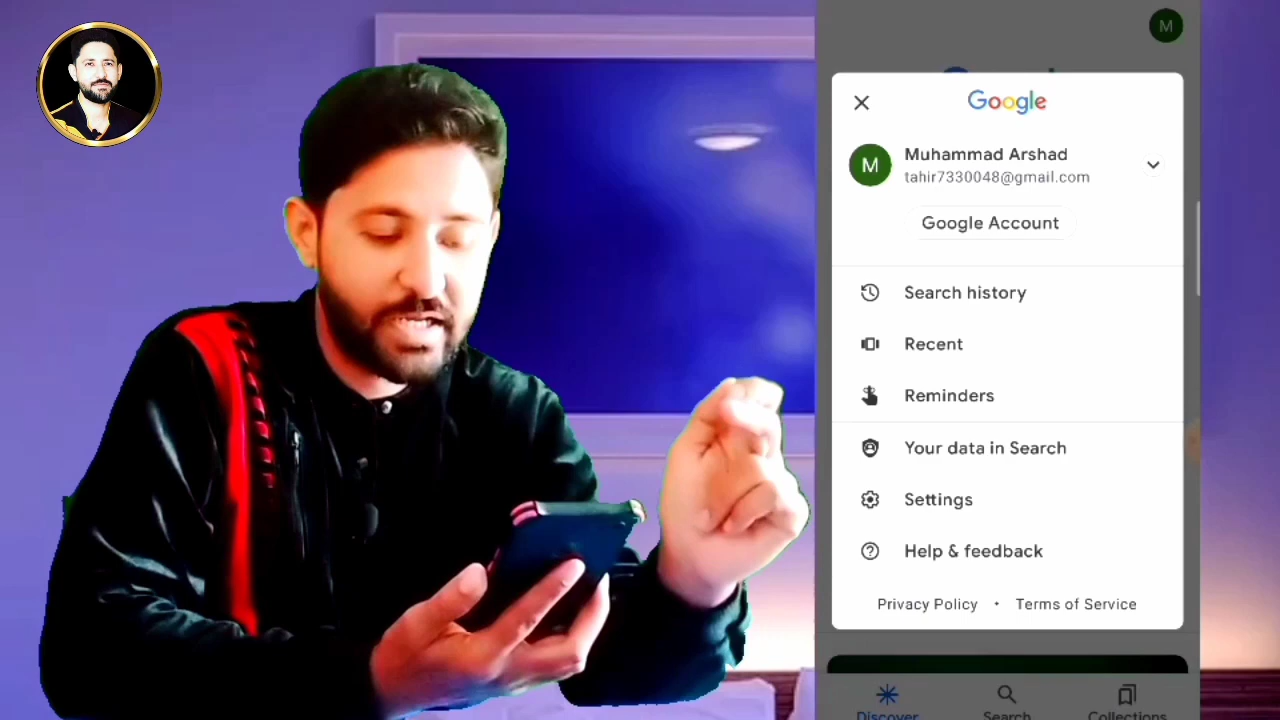 M
Google
M
Muhammad Arshad
tahir7330048@gmail.com
Google Account
Search history
Recent
Reminders
Your data in Search
Settings
Help & feedback
Privacy Policy • Terms of Service
Discover
Search
Collections